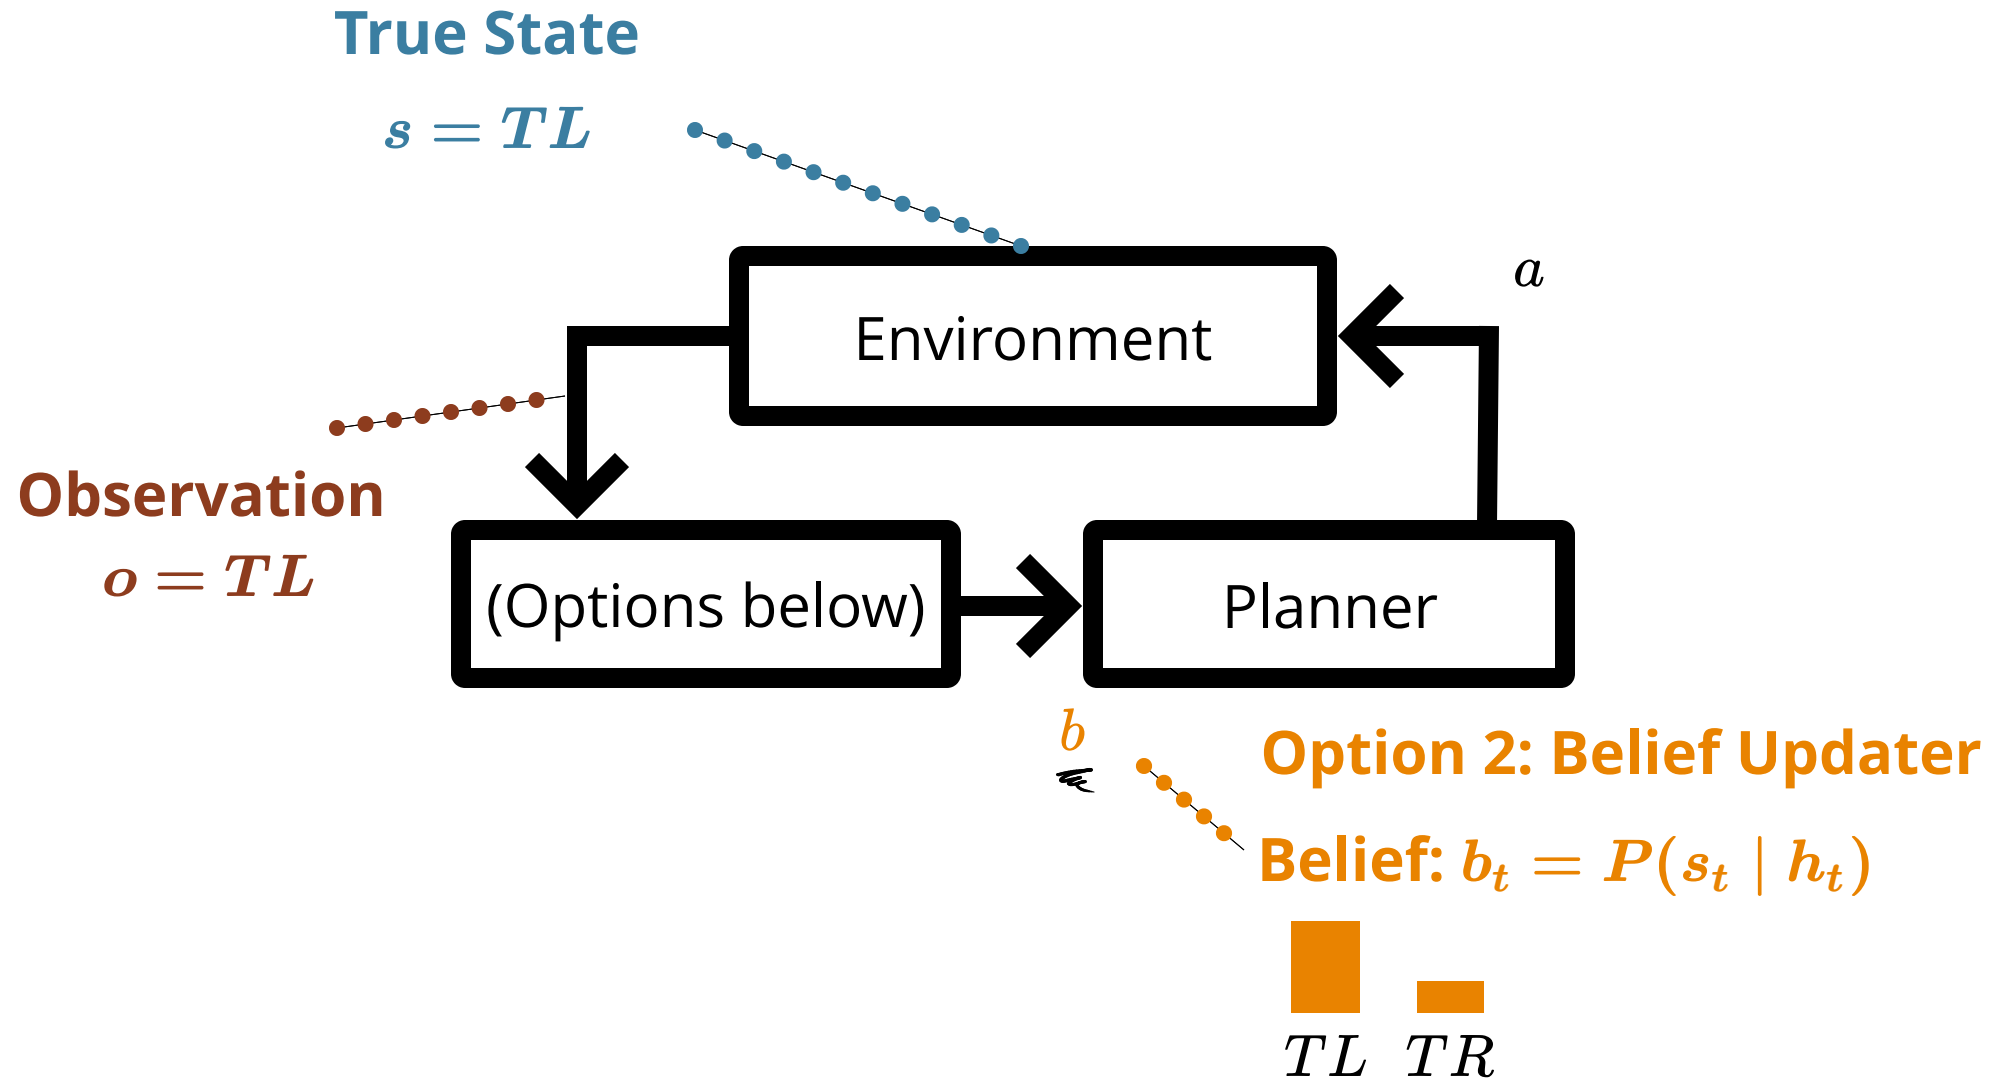 True State
s = TL
a
Environment
Observation
o = TL
(Options below)
Planner
b
Option 2: Belief Updater
Belief: b_t = P(s_t | h_t)
TL TR